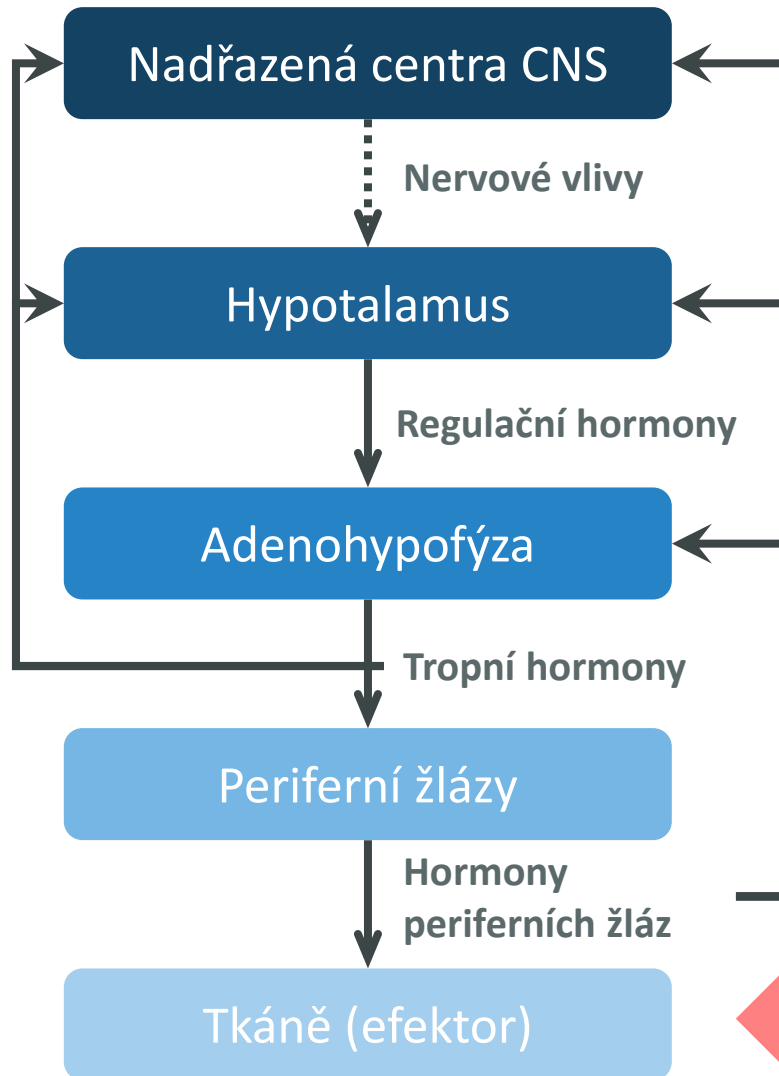 Nadřazená centra CNS
Nervové vlivy
Hypotalamus
Regulační hormony
Adenohypofýza
Tropní hormony
Periferní žlázy
Hormony
periferních žláz
Tkáně (efektor)